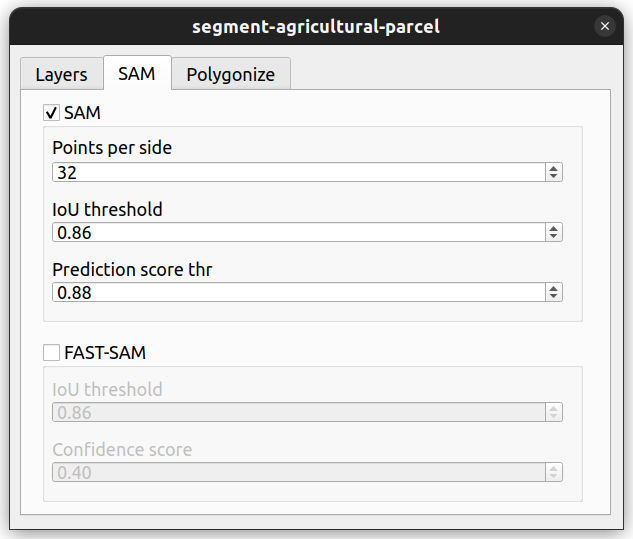 segment-agricultural-parcel
Layers SAM Polygonize
SAM
Points per side
32
IoU threshold
0.86
Prediction score thr
0.88
FAST-SAM
IoU threshold
0.86
Confidence score
0.40